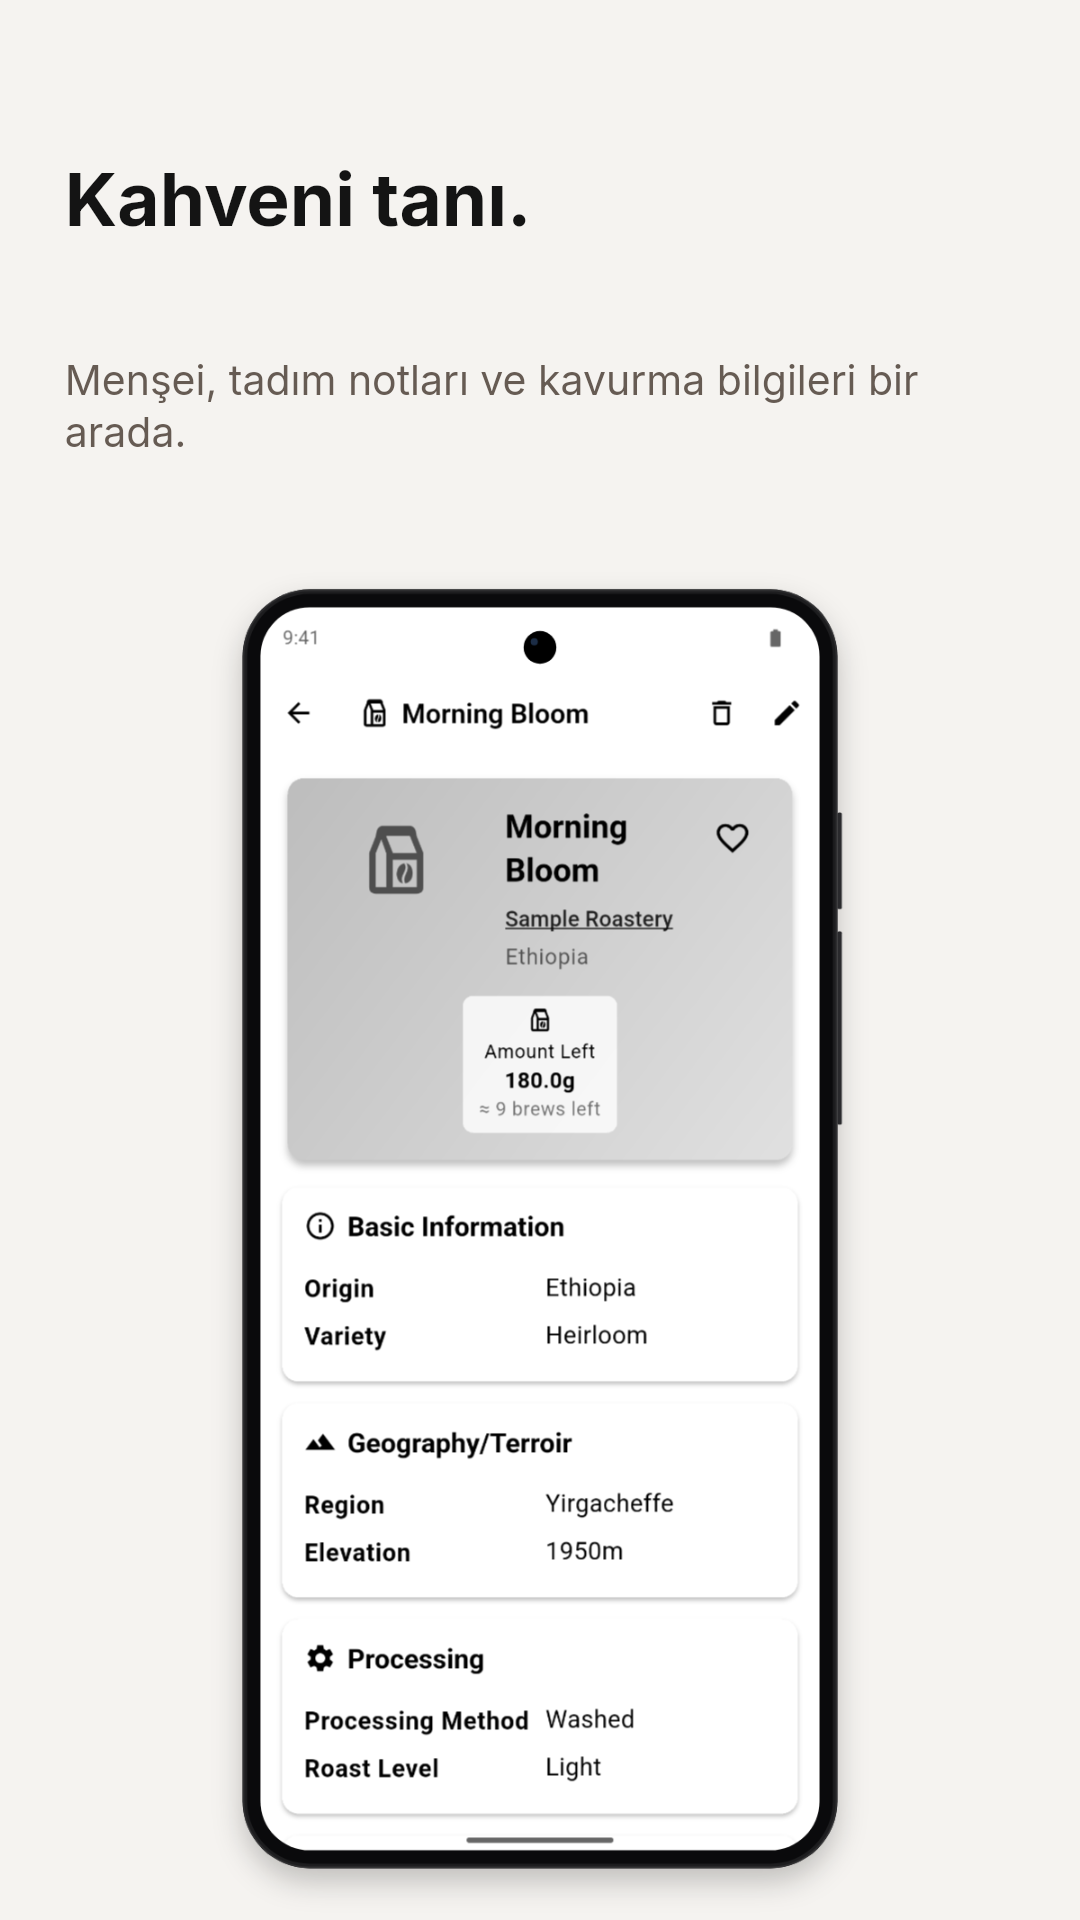 Kahveni tanı.
Menşei, tadım notları ve kavurma bilgileri bir
arada.
9:41
Morning Bloom
Morning
Bloom
Sample Roastery
Ethiopia
Amount Left
180.0g
≈ 9 brews left
Basic Information
Origin Ethiopia
Variety Heirloom
Geography/Terroir
Region Yirgacheffe
Elevation 1950m
Processing
Processing Method Washed
Roast Level Light